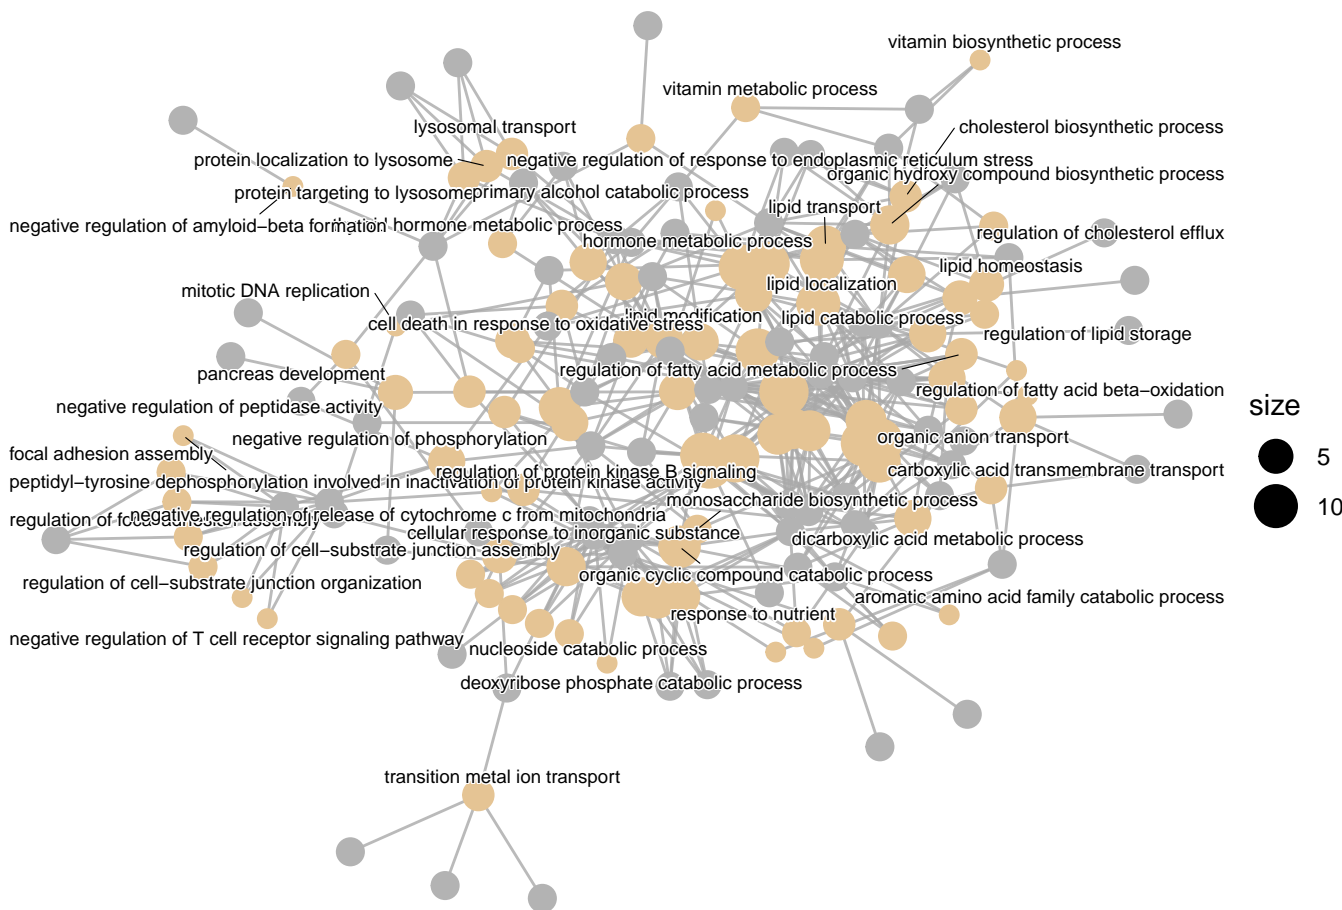 vitamin biosynthetic process
vitamin metabolic process
lysosomal transport
cholesterol biosynthetic process
protein localization to lysosome
negative regulation of response to endoplasmic reticulum stress
organic hydroxy compound biosynthetic process
protein targeting to lysosome
primary alcohol catabolic process
lipid transport
negative regulation of amyloid−beta formation
hormone metabolic process
regulation of cholesterol efflux
hormone metabolic process
lipid homeostasis
lipid localization
mitotic DNA replication
lipid modification
lipid catabolic process
cell death in response to oxidative stress
regulation of lipid storage
regulation of fatty acid metabolic process
pancreas development
regulation of fatty acid beta−oxidation
negative regulation of peptidase activity
size
negative regulation of phosphorylation
organic anion transport
focal adhesion assembly
5
regulation of protein kinase B signaling
carboxylic acid transmembrane transport
peptidyl−tyrosine dephosphorylation involved in inactivation of protein kinase activity
monosaccharide biosynthetic process
10
negative regulation of release of cytochrome c from mitochondria
regulation of focal adhesion assembly
cellular response to inorganic substance
dicarboxylic acid metabolic process
regulation of cell−substrate junction assembly
organic cyclic compound catabolic process
regulation of cell−substrate junction organization
aromatic amino acid family catabolic process
response to nutrient
negative regulation of T cell receptor signaling pathway
nucleoside catabolic process
deoxyribose phosphate catabolic process
transition metal ion transport